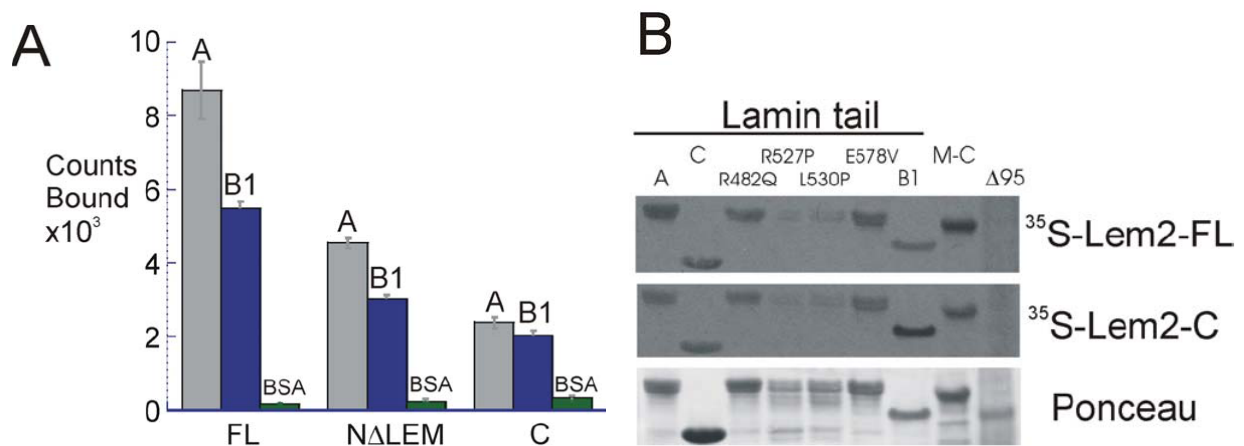 A
10
8
6
4
2
0
Counts
Bound
x10³
A
B1
BSA
A
B1
BSA
A
B1
BSA
FL
NΔLEM
C
B
Lamin tail
A
C
R482Q
R527P
L530P
E578V
B1
M-C
Δ95
³⁵S-Lem2-FL
³⁵S-Lem2-C
Ponceau